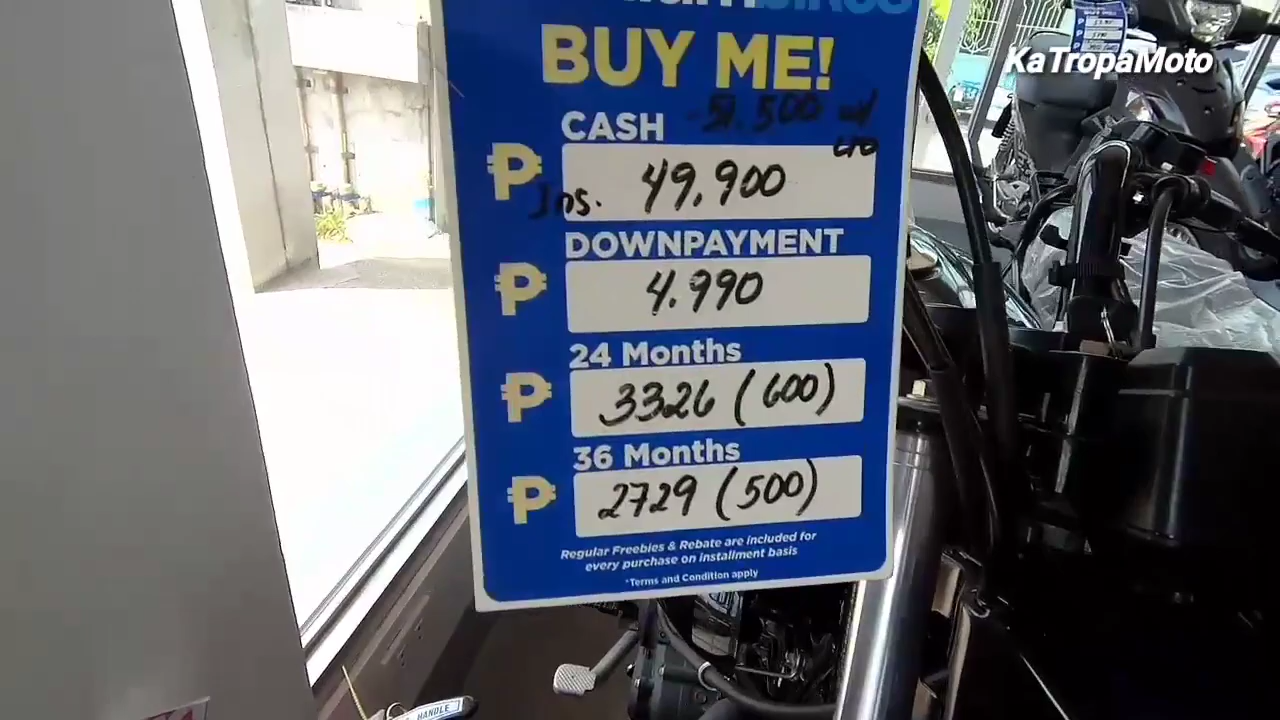 BUY ME!
KaTropaMoto
CASH - 51.500 w/
LTO
₱ Ins. 49.900
DOWNPAYMENT
₱ 4.990
24 Months
₱ 3326 (600)
36 Months
₱ 2729 (500)
Regular Freebies & Rebate are included for
every purchase on installment basis
*Terms and Condition apply
HANDLE